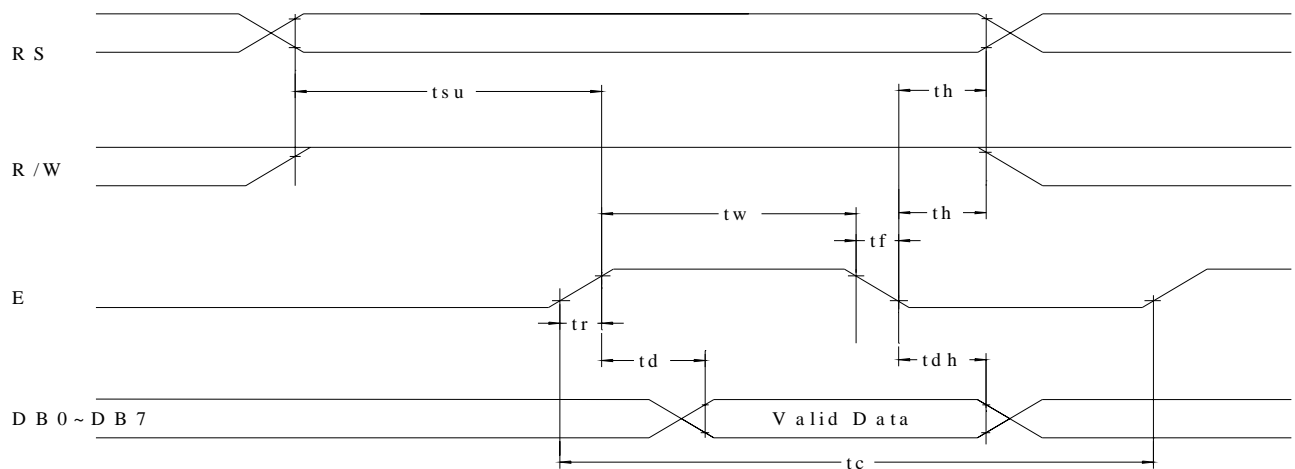 RS
tsu
th
R/W
tw
th
tf
E
tr
td
tdh
DB0~DB7
Valid Data
tc